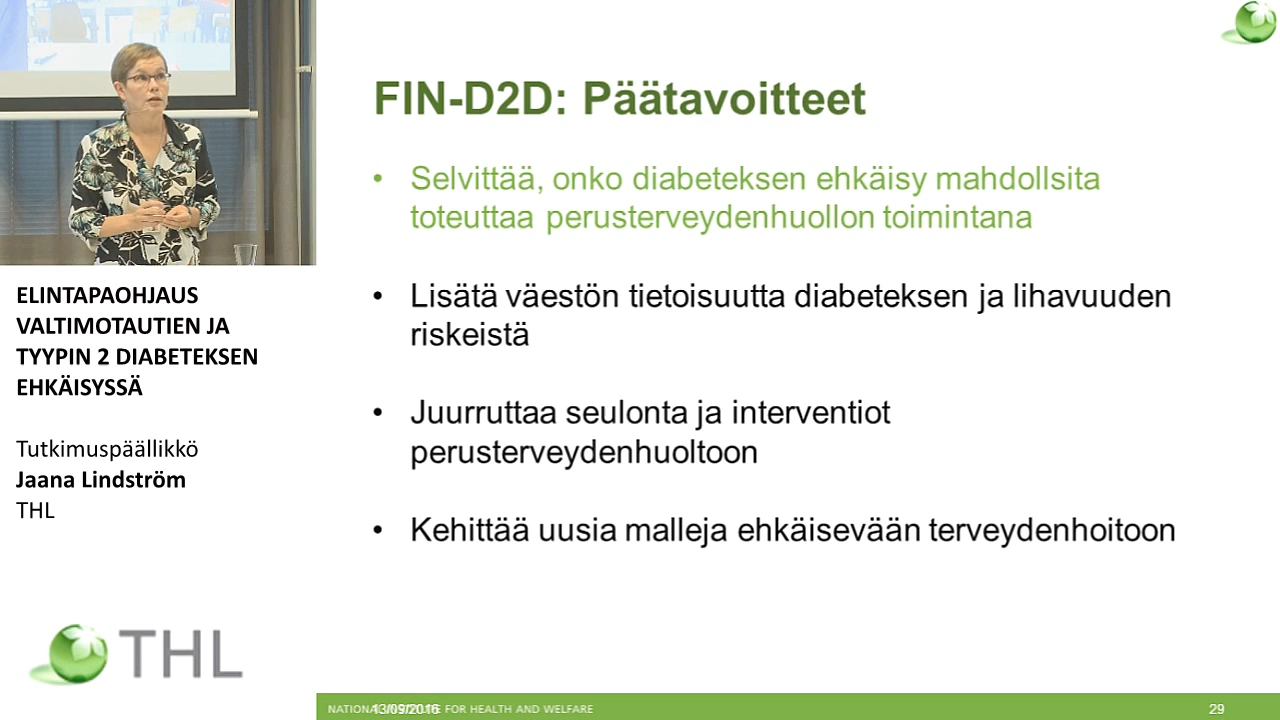 FIN-D2D: Päätavoitteet
• Selvittää, onko diabeteksen ehkäisy mahdollsita
toteuttaa perusterveydenhuollon toimintana
• Lisätä väestön tietoisuutta diabeteksen ja lihavuuden
riskeistä
• Juurruttaa seulonta ja interventiot
perusterveydenhuoltoon
• Kehittää uusia malleja ehkäisevään terveydenhoitoon
ELINTAPAOHJAUS
VALTIMOTAUTIEN JA
TYYPIN 2 DIABETEKSEN
EHKÄISYSSÄ
Tutkimuspäällikkö
Jaana Lindström
THL
THL
NATIONAL INSTITUTE FOR HEALTH AND WELFARE
13/09/2016
29